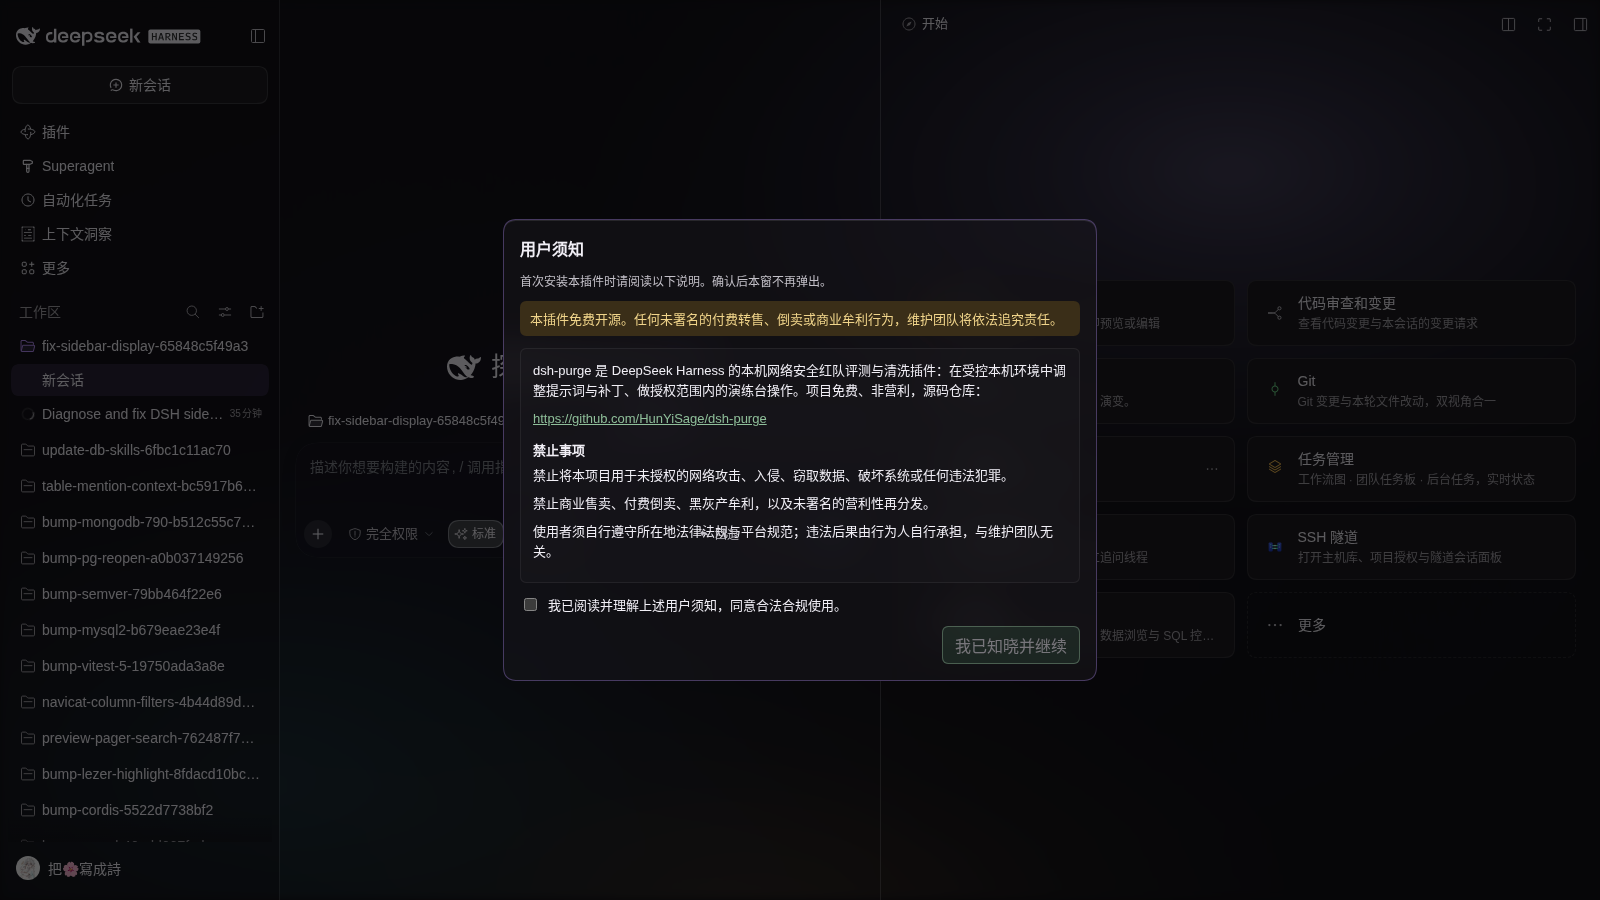 deepseek HARNESS
新会话
插件
Superagent
自动化任务
上下文洞察
更多
工作区
fix-sidebar-display-65848c5f49a3
新会话
Diagnose and fix DSH side… 35分钟
update-db-skills-6fbc1c11ac70
table-mention-context-bc5917b6…
bump-mongodb-790-b512c55c7…
bump-pg-reopen-a0b037149256
bump-semver-79bb464f22e6
bump-mysql2-b679eae23e4f
bump-vitest-5-19750ada3a8e
navicat-column-filters-4b44d89d…
preview-pager-search-762487f7…
bump-lezer-highlight-8fdacd10bc…
bump-cordis-5522d7738bf2
把🌸寫成詩
探
fix-sidebar-display-65848c5f49
描述你想要构建的内容, / 调用指
完全权限
标准
用户须知
首次安装本插件时请阅读以下说明。确认后本窗不再弹出。
本插件免费开源。任何未署名的付费转售、倒卖或商业牟利行为，维护团队将依法追究责任。
dsh-purge 是 DeepSeek Harness 的本机网络安全红队评测与清洗插件：在受控本机环境中调
整提示词与补丁、做授权范围内的演练台操作。项目免费、非营利，源码仓库：
https://github.com/HunYiSage/dsh-purge
禁止事项
禁止将本项目用于未授权的网络攻击、入侵、窃取数据、破坏系统或任何违法犯罪。
禁止商业售卖、付费倒卖、黑灰产牟利，以及未署名的营利性再分发。
使用者须自行遵守所在地法律法规与平台规范；违法后果由行为人自行承担，与维护团队无
关。
我已阅读并理解上述用户须知，同意合法合规使用。
我已知晓并继续
开始
预览或编辑
代码审查和变更
查看代码变更与本会话的变更请求
演变。
Git
Git 变更与本轮文件改动，双视角合一
任务管理
工作流图 · 团队任务板 · 后台任务，实时状态
追问线程
SSH 隧道
打开主机库、项目授权与隧道会话面板
数据浏览与 SQL 控…
更多